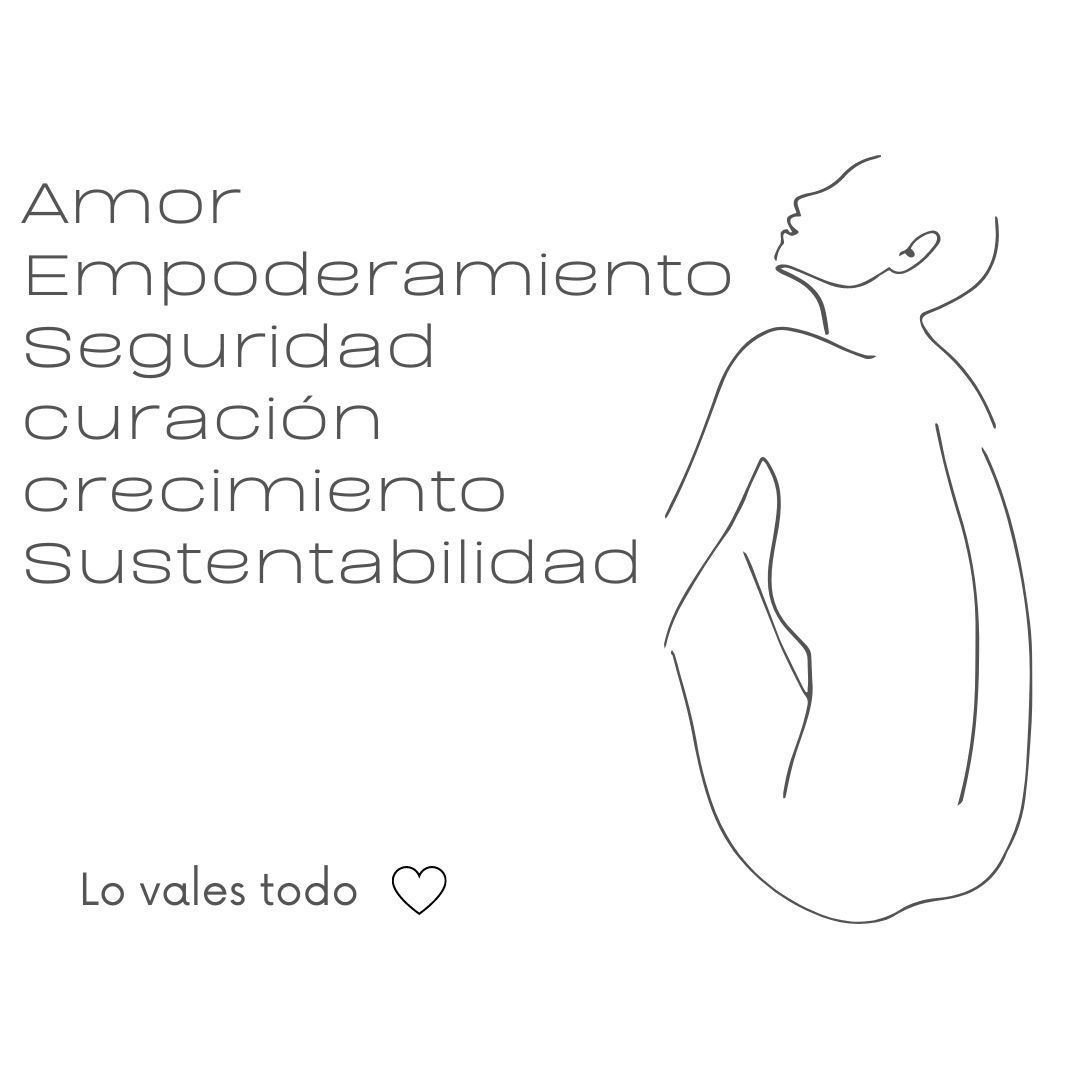 Amor
Empoderamiento
Seguridad
curación
crecimiento
Sustentabilidad
Lo vales todo